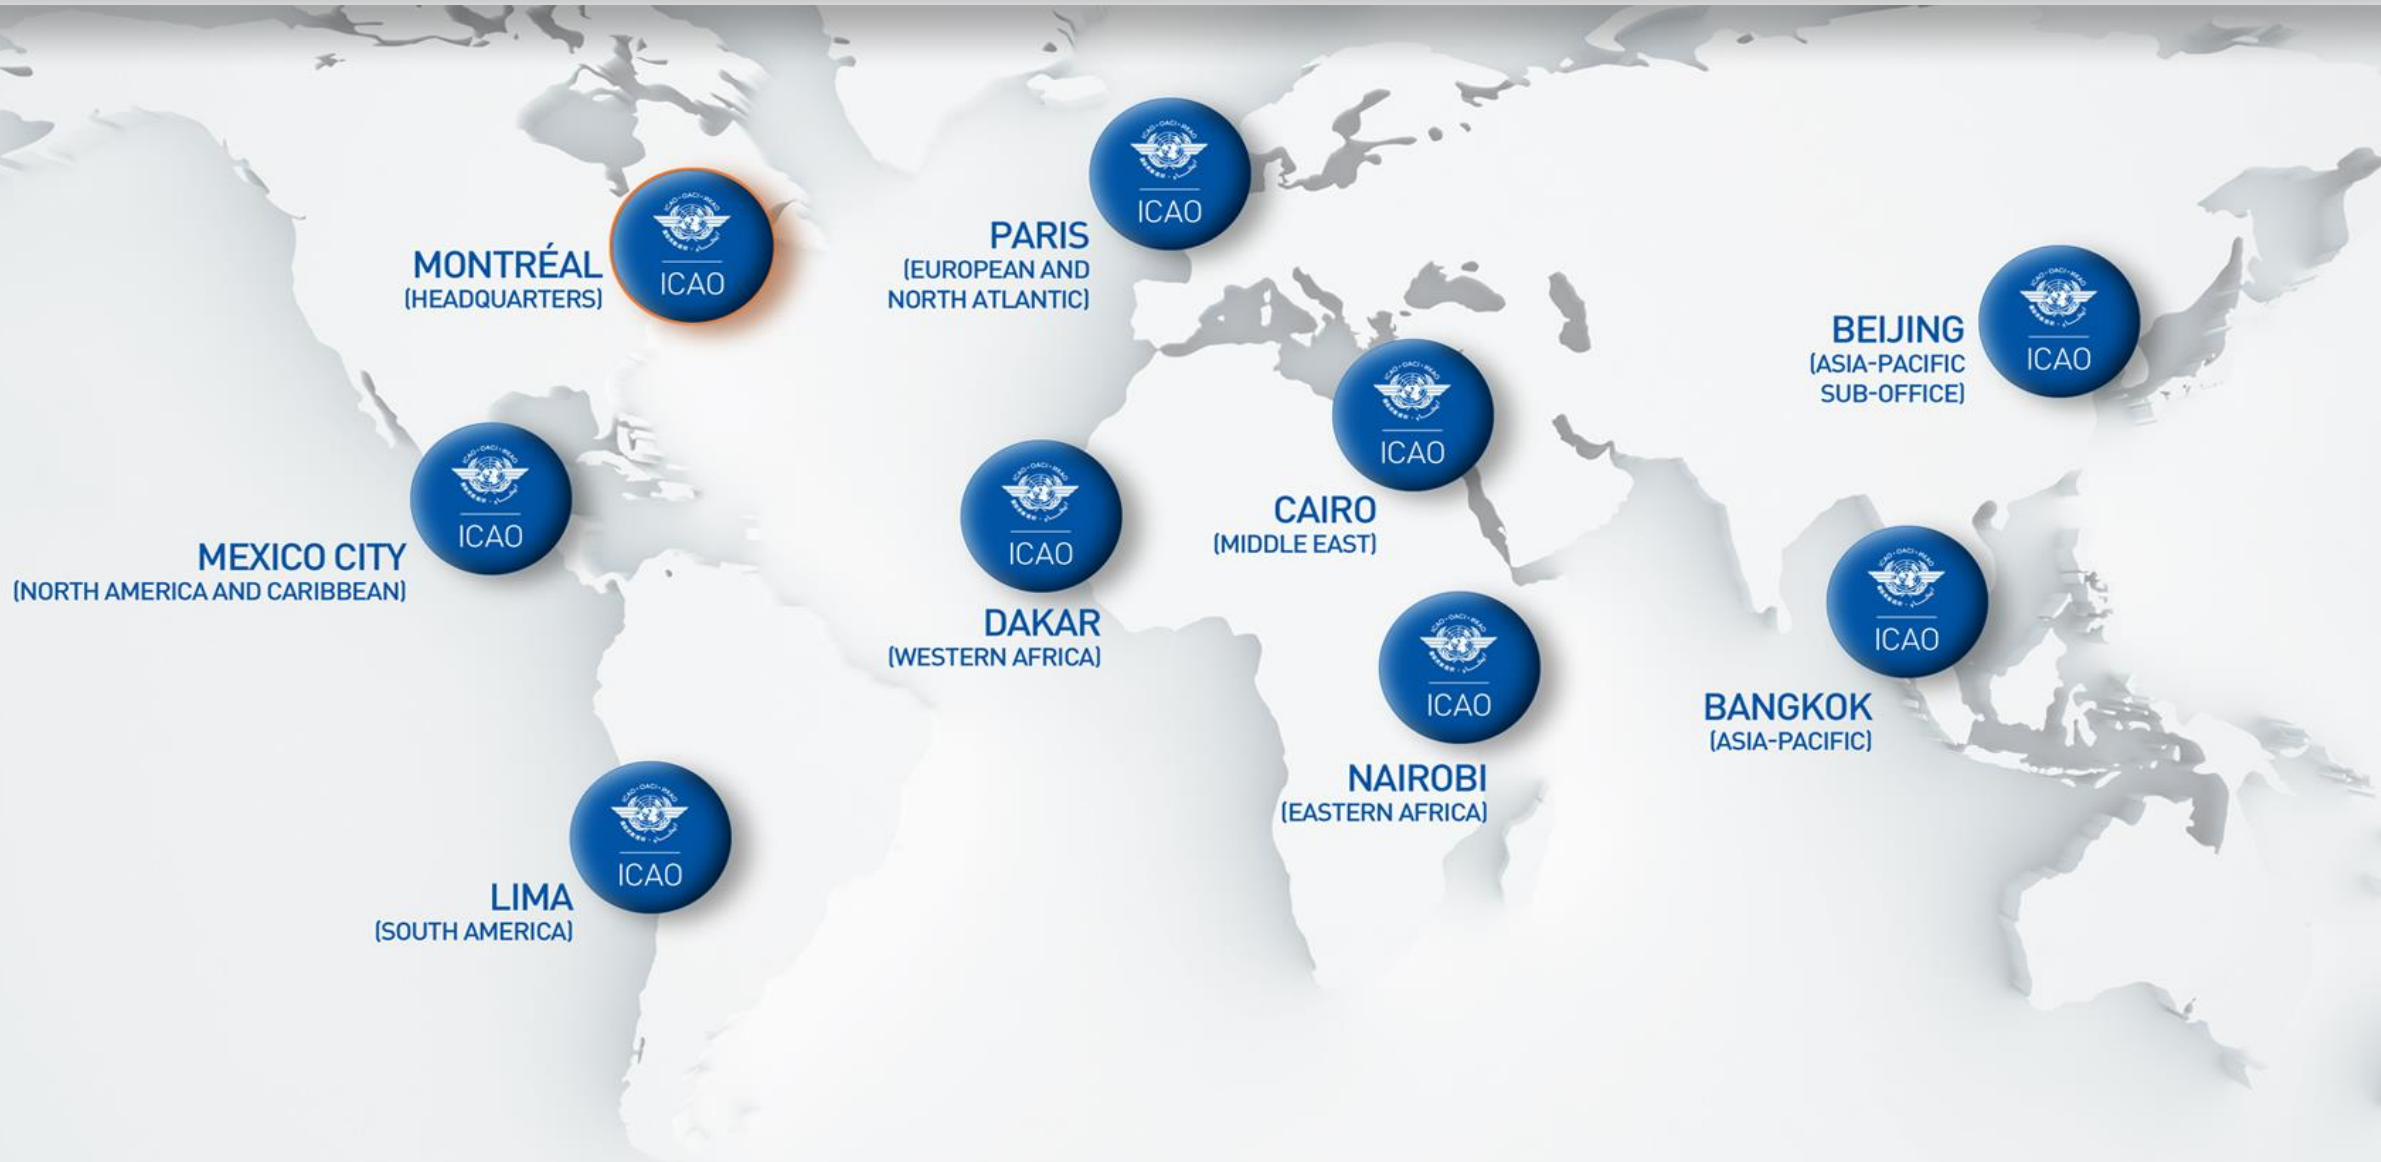 ICAO
MONTRÉAL
(HEADQUARTERS)
ICAO
PARIS
(EUROPEAN AND
NORTH ATLANTIC)
ICAO
BEIJING
(ASIA-PACIFIC
SUB-OFFICE)
ICAO
MEXICO CITY
(NORTH AMERICA AND CARIBBEAN)
ICAO
DAKAR
(WESTERN AFRICA)
ICAO
CAIRO
(MIDDLE EAST)
ICAO
NAIROBI
(EASTERN AFRICA)
ICAO
BANGKOK
(ASIA-PACIFIC)
ICAO
LIMA
(SOUTH AMERICA)